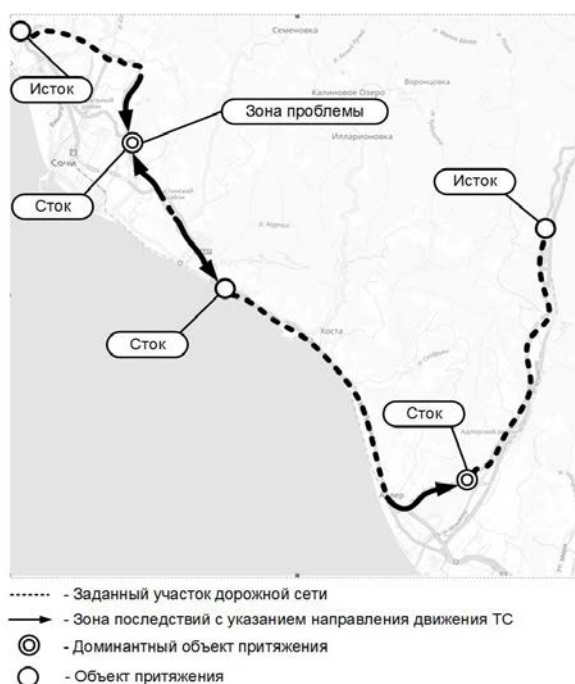 Семеновка
Исток
Воронцовка
Калиновое Озеро
Зона проблемы
Илларионовка
Сочи
Исток
Сток
Сток
Хоста
Сток
Адлер
- Заданный участок дорожной сети
- Зона последствий с указанием направления движения ТС
- Доминантный объект притяжения
- Объект притяжения